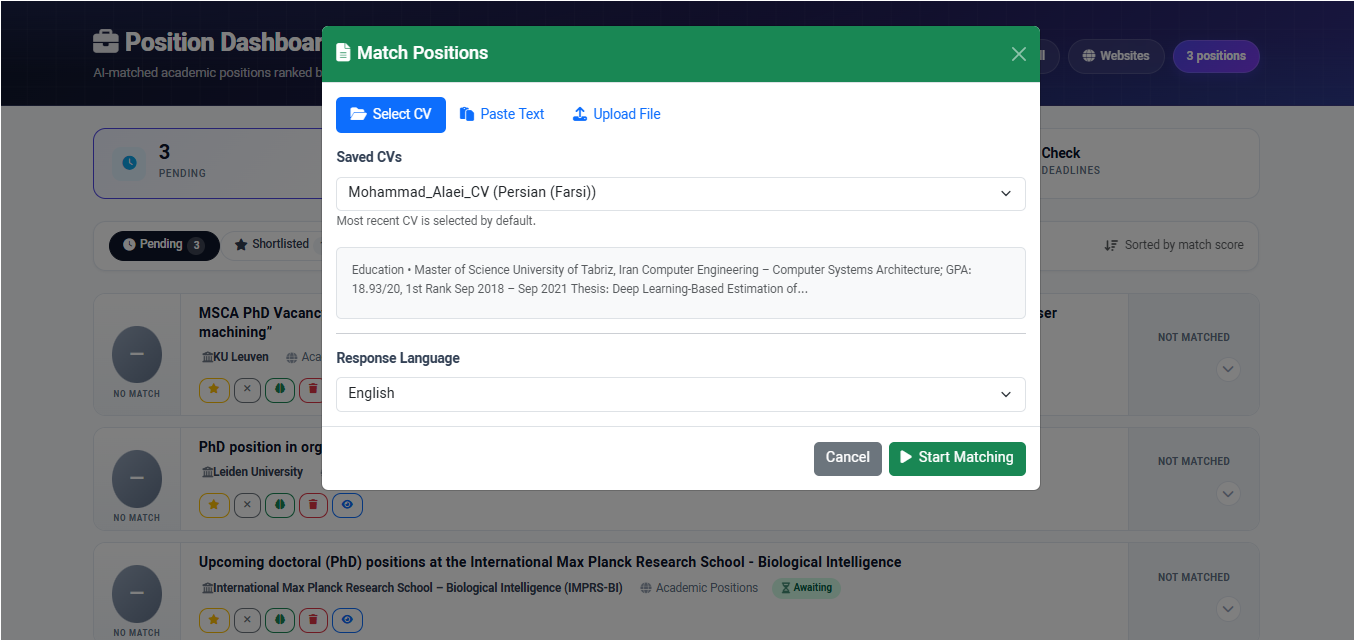 Position Dashboar
AI-matched academic positions ranked b
Websites
3 positions
Match Positions
Select CV
Paste Text
Upload File
Saved CVs
Mohammad_Alaei_CV (Persian (Farsi))
Most recent CV is selected by default.
Education • Master of Science University of Tabriz, Iran Computer Engineering – Computer Systems Architecture; GPA:
18.93/20, 1st Rank Sep 2018 – Sep 2021 Thesis: Deep Learning-Based Estimation of...
Response Language
English
Cancel
Start Matching
3
PENDING
Check
DEADLINES
Pending 3
Shortlisted
Sorted by match score
MSCA PhD Vacanc
machining”
KU Leuven
Aca
NO MATCH
NOT MATCHED
PhD position in org
Leiden University
NO MATCH
NOT MATCHED
Upcoming doctoral (PhD) positions at the International Max Planck Research School - Biological Intelligence
International Max Planck Research School – Biological Intelligence (IMPRS-BI)
Academic Positions
Awaiting
NO MATCH
NOT MATCHED